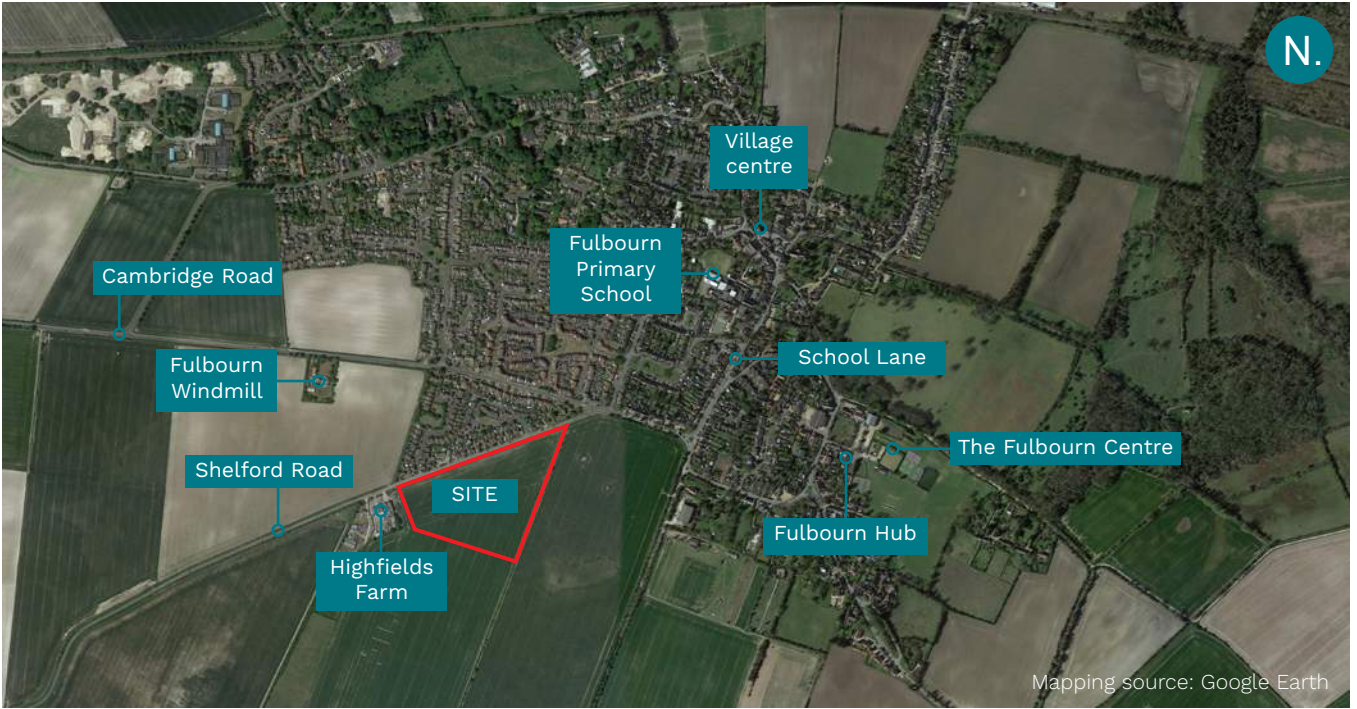 N.
Village
centre
Fulbourn
Primary
School
Cambridge Road
School Lane
Fulbourn
Windmill
The Fulbourn Centre
Shelford Road
SITE
Fulbourn Hub
Highfields
Farm
Mapping source: Google Earth